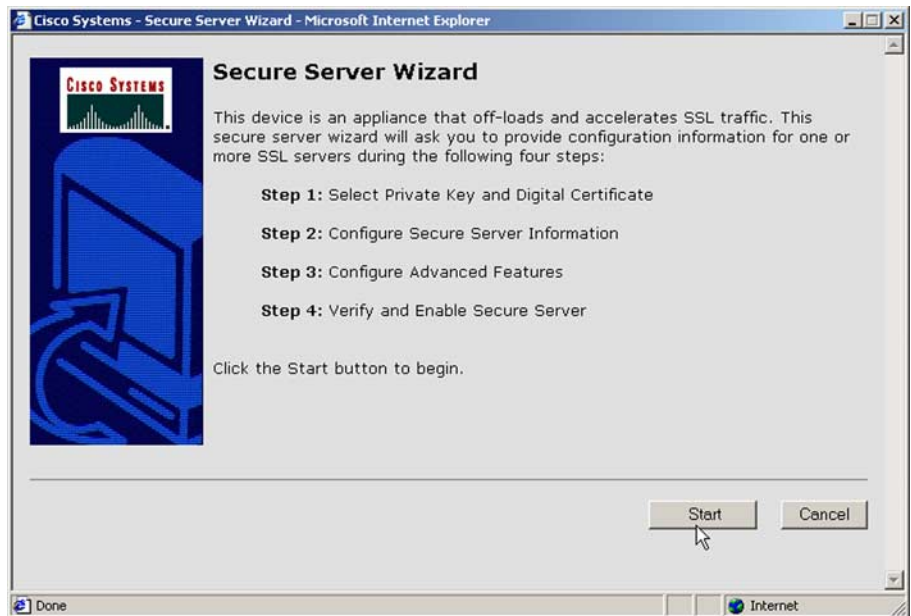 Cisco Systems - Secure Server Wizard - Microsoft Internet Explorer
CISCO SYSTEMS
Secure Server Wizard
This device is an appliance that off-loads and accelerates SSL traffic. This
secure server wizard will ask you to provide configuration information for one or
more SSL servers during the following four steps:
Step 1: Select Private Key and Digital Certificate
Step 2: Configure Secure Server Information
Step 3: Configure Advanced Features
Step 4: Verify and Enable Secure Server
Click the Start button to begin.
Start
Cancel
Done
Internet